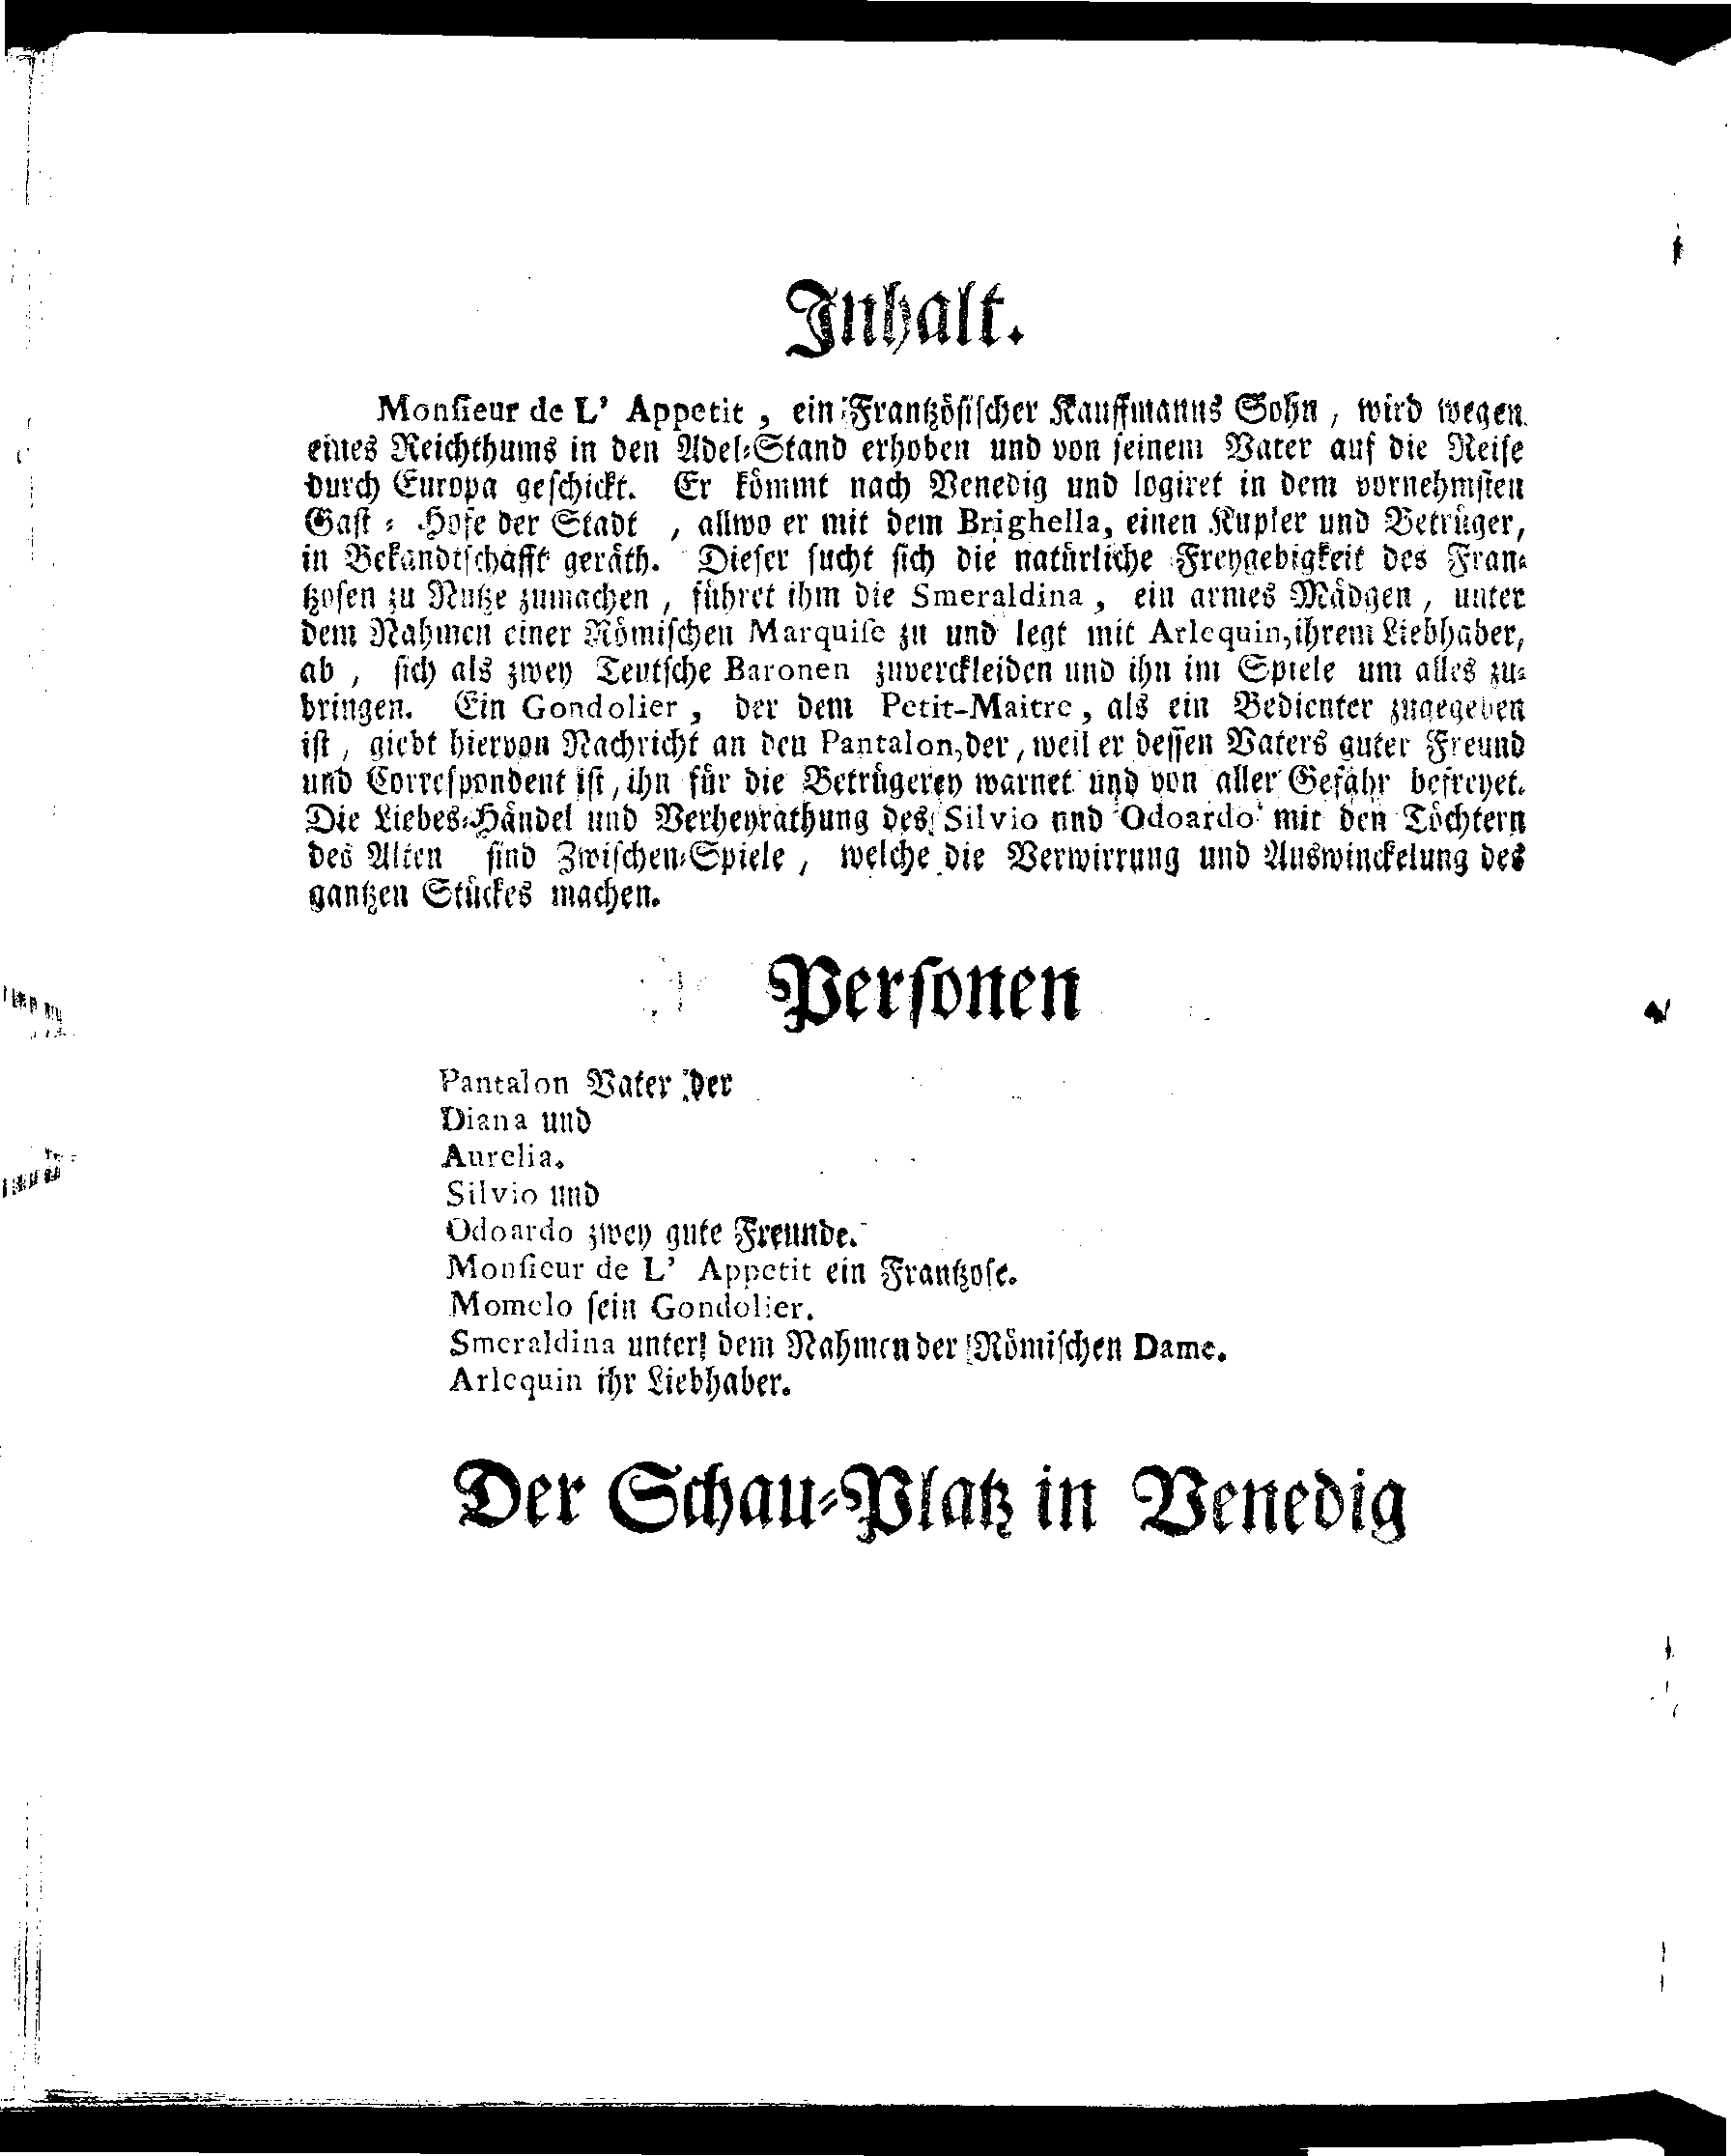 Inhalt.
Monsieur de L' Appetit, ein Frantzösischer Kauffmanns Sohn, wird wegen
eines Reichthums in den Adel-Stand erhoben und von seinem Vater auf die Reise
durch Europa geschickt. Er kömmt nach Venedig und logiret in dem vornehmsten
Gast-Hofe der Stadt, allwo er mit dem Brighella, einen Kupler und Betrüger,
in Bekandtschafft geräth. Dieser sucht sich die natürliche Freygebigkeit des Fran-
tzosen zu Nutze zumachen, führet ihm die Smeraldina, ein armes Mädgen, unter
dem Nahmen einer Römischen Marquise zu und legt mit Arlequin, ihrem Liebhaber,
ab, sich als zwey Teutsche Baronen zuverckleiden und ihn im Spiele um alles zu-
bringen. Ein Gondolier, der dem Petit-Maitre, als ein Bedienter zugegeben
ist, giebt hiervon Nachricht an den Pantalon, der, weil er dessen Vaters guter Freund
und Correspondent ist, ihn für die Betrügerey warnet und von aller Gefahr befreyet.
Die Liebes-Händel und Verheyrathung des Silvio nnd Odoardo mit den Töchtern
des Alten sind Zwischen-Spiele, welche die Verwirrung und Auswinckelung des
gantzen Stückes machen.
Personen
Pantalon Vater der
Diana und
Aurelia.
Silvio und
Odoardo zwey gute Freunde.
Monsieur de L' Appetit ein Frantzose.
Momolo sein Gondolier.
Smeraldina unter dem Nahmen der Römischen Dame.
Arlequin ihr Liebhaber.
Der Schau-Platz in Venedig